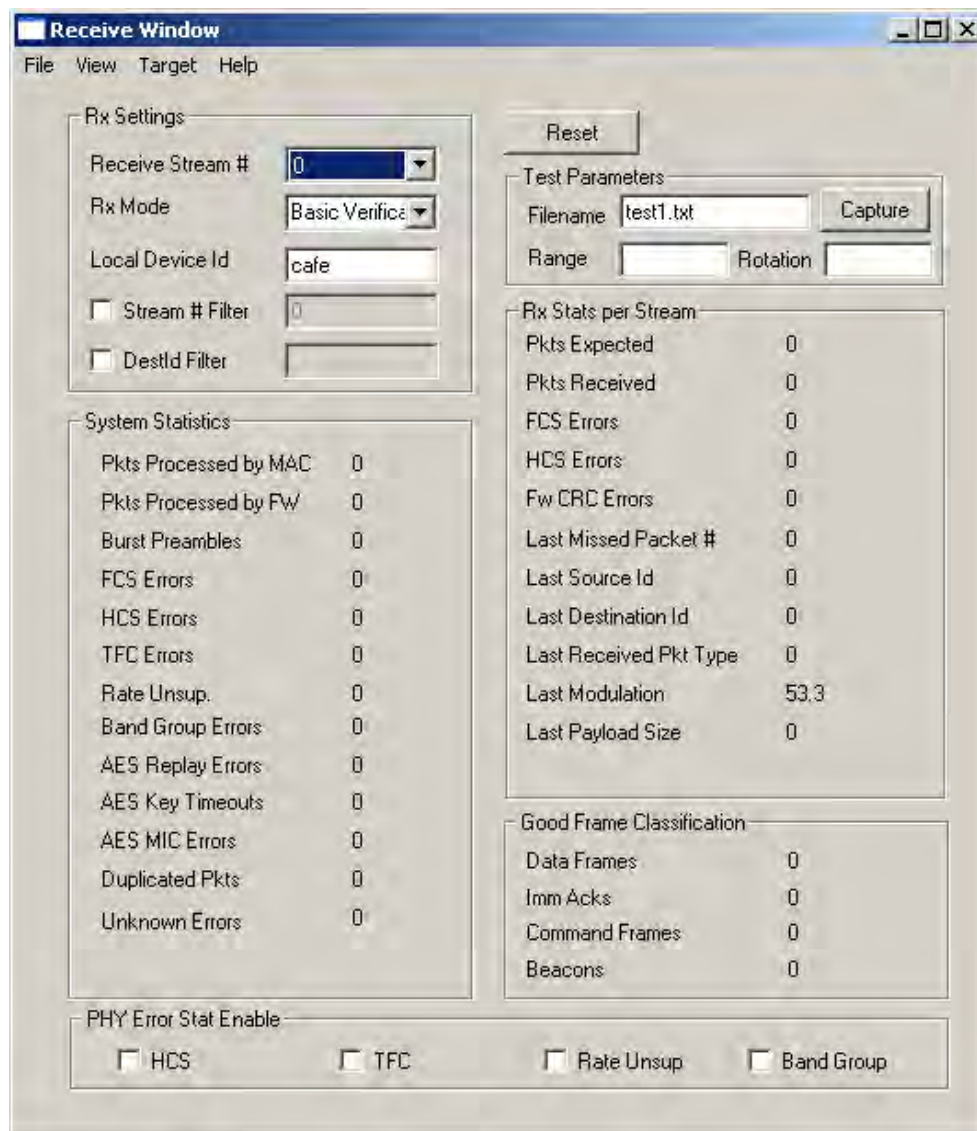 Receive Window
File View Target Help
Rx Settings
Receive Stream # 0
Rx Mode Basic Verifica
Local Device Id cafe
Stream # Filter 0
DestId Filter
System Statistics
Pkts Processed by MAC 0
Pkts Processed by FW 0
Burst Preambles 0
FCS Errors 0
HCS Errors 0
TFC Errors 0
Rate Unsup. 0
Band Group Errors 0
AES Replay Errors 0
AES Key Timeouts 0
AES MIC Errors 0
Duplicated Pkts 0
Unknown Errors 0
Reset
Test Parameters
Filename test1.txt Capture
Range Rotation
Rx Stats per Stream
Pkts Expected 0
Pkts Received 0
FCS Errors 0
HCS Errors 0
Fw CRC Errors 0
Last Missed Packet # 0
Last Source Id 0
Last Destination Id 0
Last Received Pkt Type 0
Last Modulation 53.3
Last Payload Size 0
Good Frame Classification
Data Frames 0
Imm Acks 0
Command Frames 0
Beacons 0
PHY Error Stat Enable
HCS TFC Rate Unsup Band Group